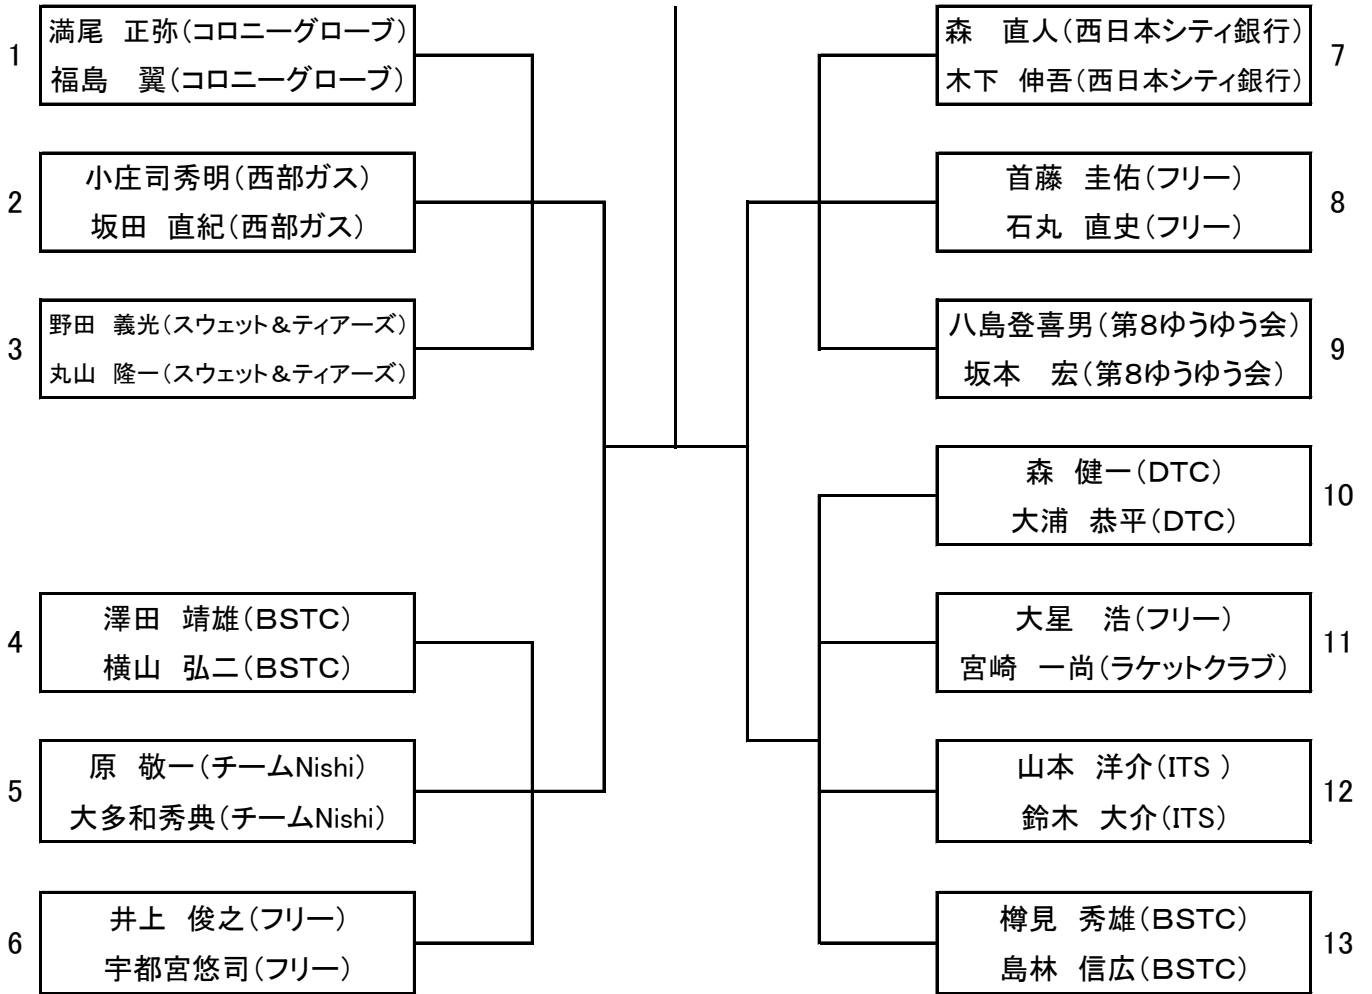 1
満尾　正弥(コロニーグローブ)
福島　翼(コロニーグローブ)
2
小庄司秀明(西部ガス)
坂田　直紀(西部ガス)
3
野田　義光(スウェット&ティアーズ)
丸山　隆一(スウェット&ティアーズ)
4
澤田　靖雄(BSTC)
横山　弘二(BSTC)
5
原　敬一(チームNishi)
大多和秀典(チームNishi)
6
井上　俊之(フリー)
宇都宮悠司(フリー)
森　直人(西日本シティ銀行)
木下　伸吾(西日本シティ銀行)
7
首藤　圭佑(フリー)
石丸　直史(フリー)
8
八島登喜男(第8ゆうゆう会)
坂本　宏(第8ゆうゆう会)
9
森　健一(DTC)
大浦　恭平(DTC)
10
大星　浩(フリー)
宮崎　一尚(ラケットクラブ)
11
山本　洋介(ITS )
鈴木　大介(ITS)
12
樽見　秀雄(BSTC)
島林　信広(BSTC)
13